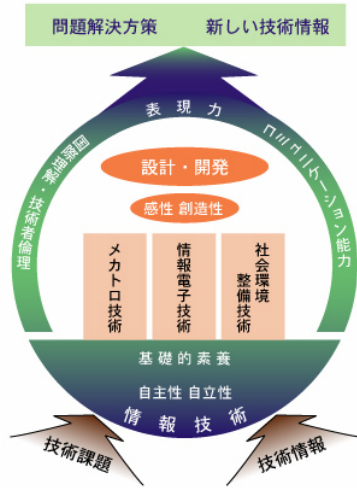 問題解決方策 新しい技術情報
表現力
国際理解・技術者倫理
コミュニケーション能力
設計・開発
感性 創造性
メカトロ技術
情報電子技術
社会環境
整備技術
基礎的素養
自主性 自立性
情報技術
技術課題
技術情報